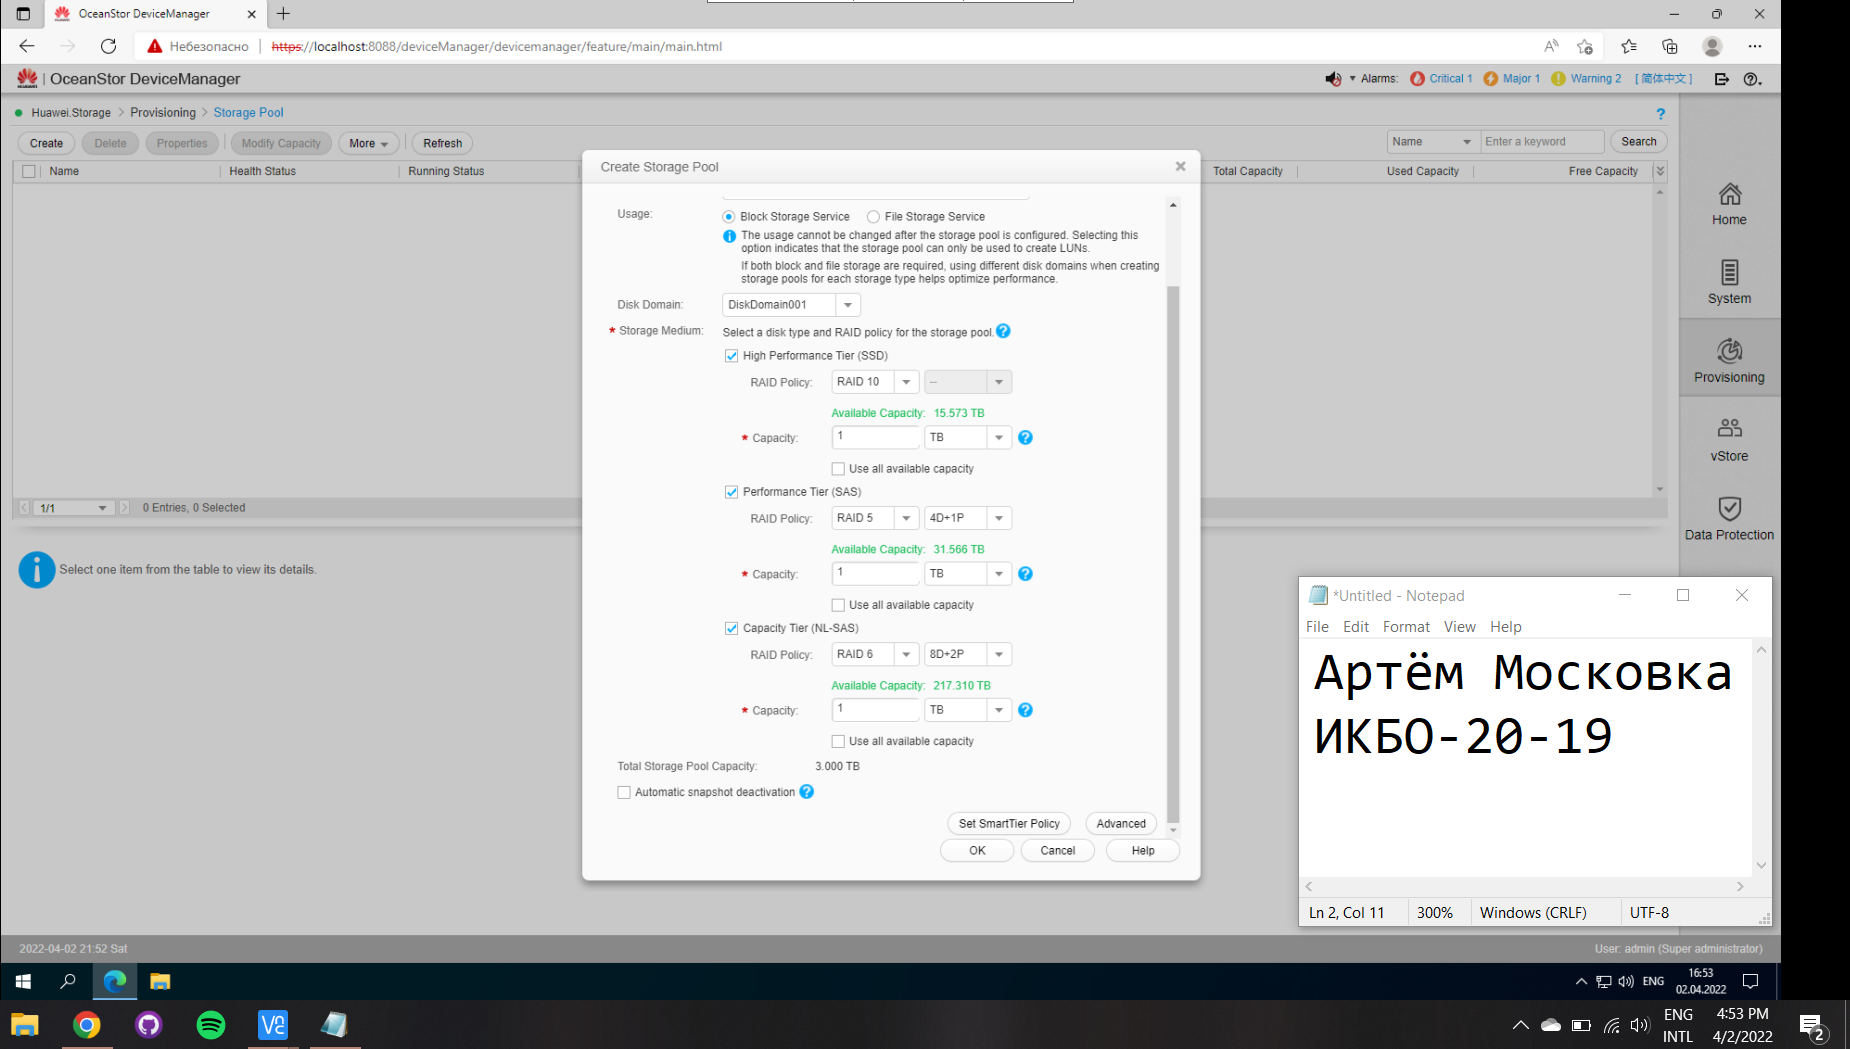 OceanStor DeviceManager
Небезопасно
https://localhost:8088/deviceManager/devicemanager/feature/main/main.html
HUAWEI
OceanStor DeviceManager
Alarms: Critical 1 Major 1 Warning 2 [简体中文]
Huawei.Storage > Provisioning > Storage Pool
Create Delete Properties Modify Capacity More Refresh
Name Enter a keyword Search
Name Health Status Running Status Total Capacity Used Capacity Free Capacity
1/1 0 Entries, 0 Selected
Select one item from the table to view its details.
Create Storage Pool
Usage: Block Storage Service File Storage Service
The usage cannot be changed after the storage pool is configured. Selecting this
option indicates that the storage pool can only be used to create LUNs.
If both block and file storage are required, using different disk domains when creating
storage pools for each storage type helps optimize performance.
Disk Domain: DiskDomain001
* Storage Medium: Select a disk type and RAID policy for the storage pool.
High Performance Tier (SSD)
RAID Policy: RAID 10 --
Available Capacity: 15.573 TB
* Capacity: 1 TB
Use all available capacity
Performance Tier (SAS)
RAID Policy: RAID 5 4D+1P
Available Capacity: 31.566 TB
* Capacity: 1 TB
Use all available capacity
Capacity Tier (NL-SAS)
RAID Policy: RAID 6 8D+2P
Available Capacity: 217.310 TB
* Capacity: 1 TB
Use all available capacity
Total Storage Pool Capacity: 3.000 TB
Automatic snapshot deactivation
Set SmartTier Policy Advanced
OK Cancel Help
Home
System
Provisioning
vStore
Data Protection
*Untitled - Notepad
File Edit Format View Help
Артём Московка
ИКБО-20-19
Ln 2, Col 11 300% Windows (CRLF) UTF-8
2022-04-02 21:52 Sat
User: admin (Super administrator)
ENG
16:53
02.04.2022
ENG
INTL
4:53 PM
4/2/2022
2